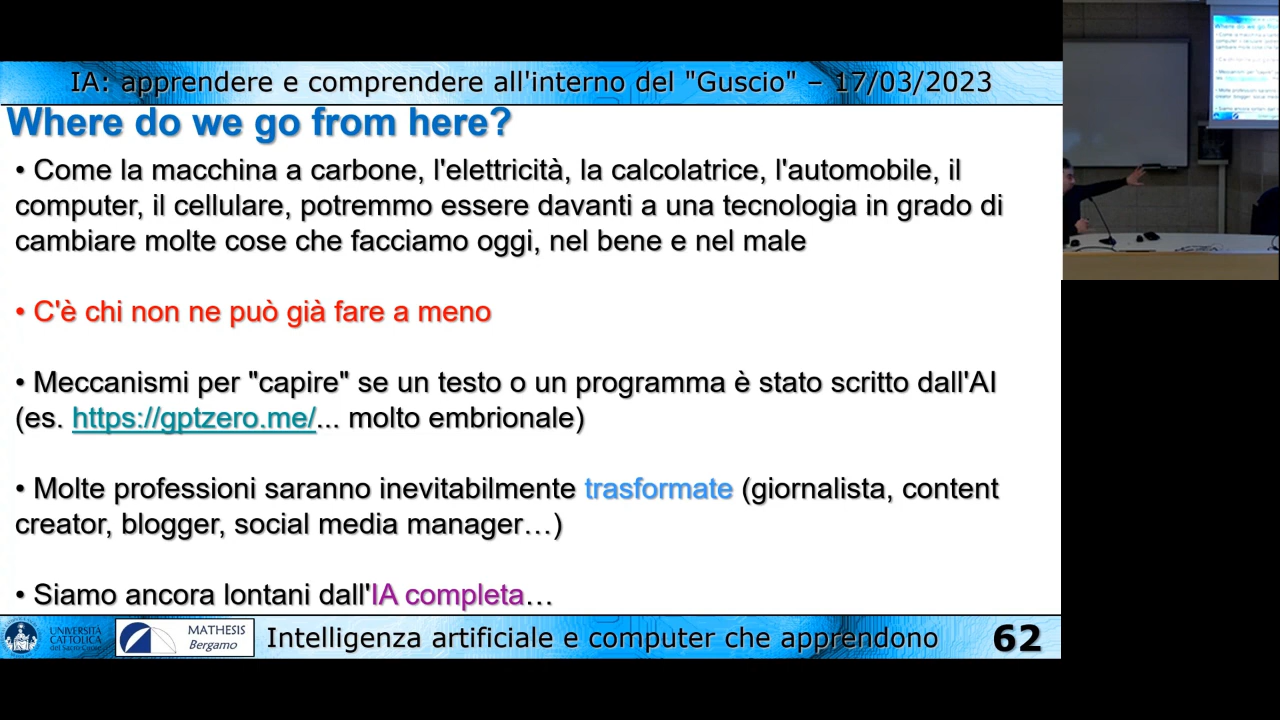 IA: apprendere e comprendere all'interno del "Guscio" – 17/03/2023
Where do we go from here?
• Come la macchina a carbone, l'elettricità, la calcolatrice, l'automobile, il
computer, il cellulare, potremmo essere davanti a una tecnologia in grado di
cambiare molte cose che facciamo oggi, nel bene e nel male
• C'è chi non ne può già fare a meno
• Meccanismi per "capire" se un testo o un programma è stato scritto dall'AI
(es. https://gptzero.me/... molto embrionale)
• Molte professioni saranno inevitabilmente trasformate (giornalista, content
creator, blogger, social media manager…)
• Siamo ancora lontani dall'IA completa…
UNIVERSITÀ
CATTOLICA
del Sacro Cuore
MATHESIS
Bergamo
Intelligenza artificiale e computer che apprendono
62
Where do we go from